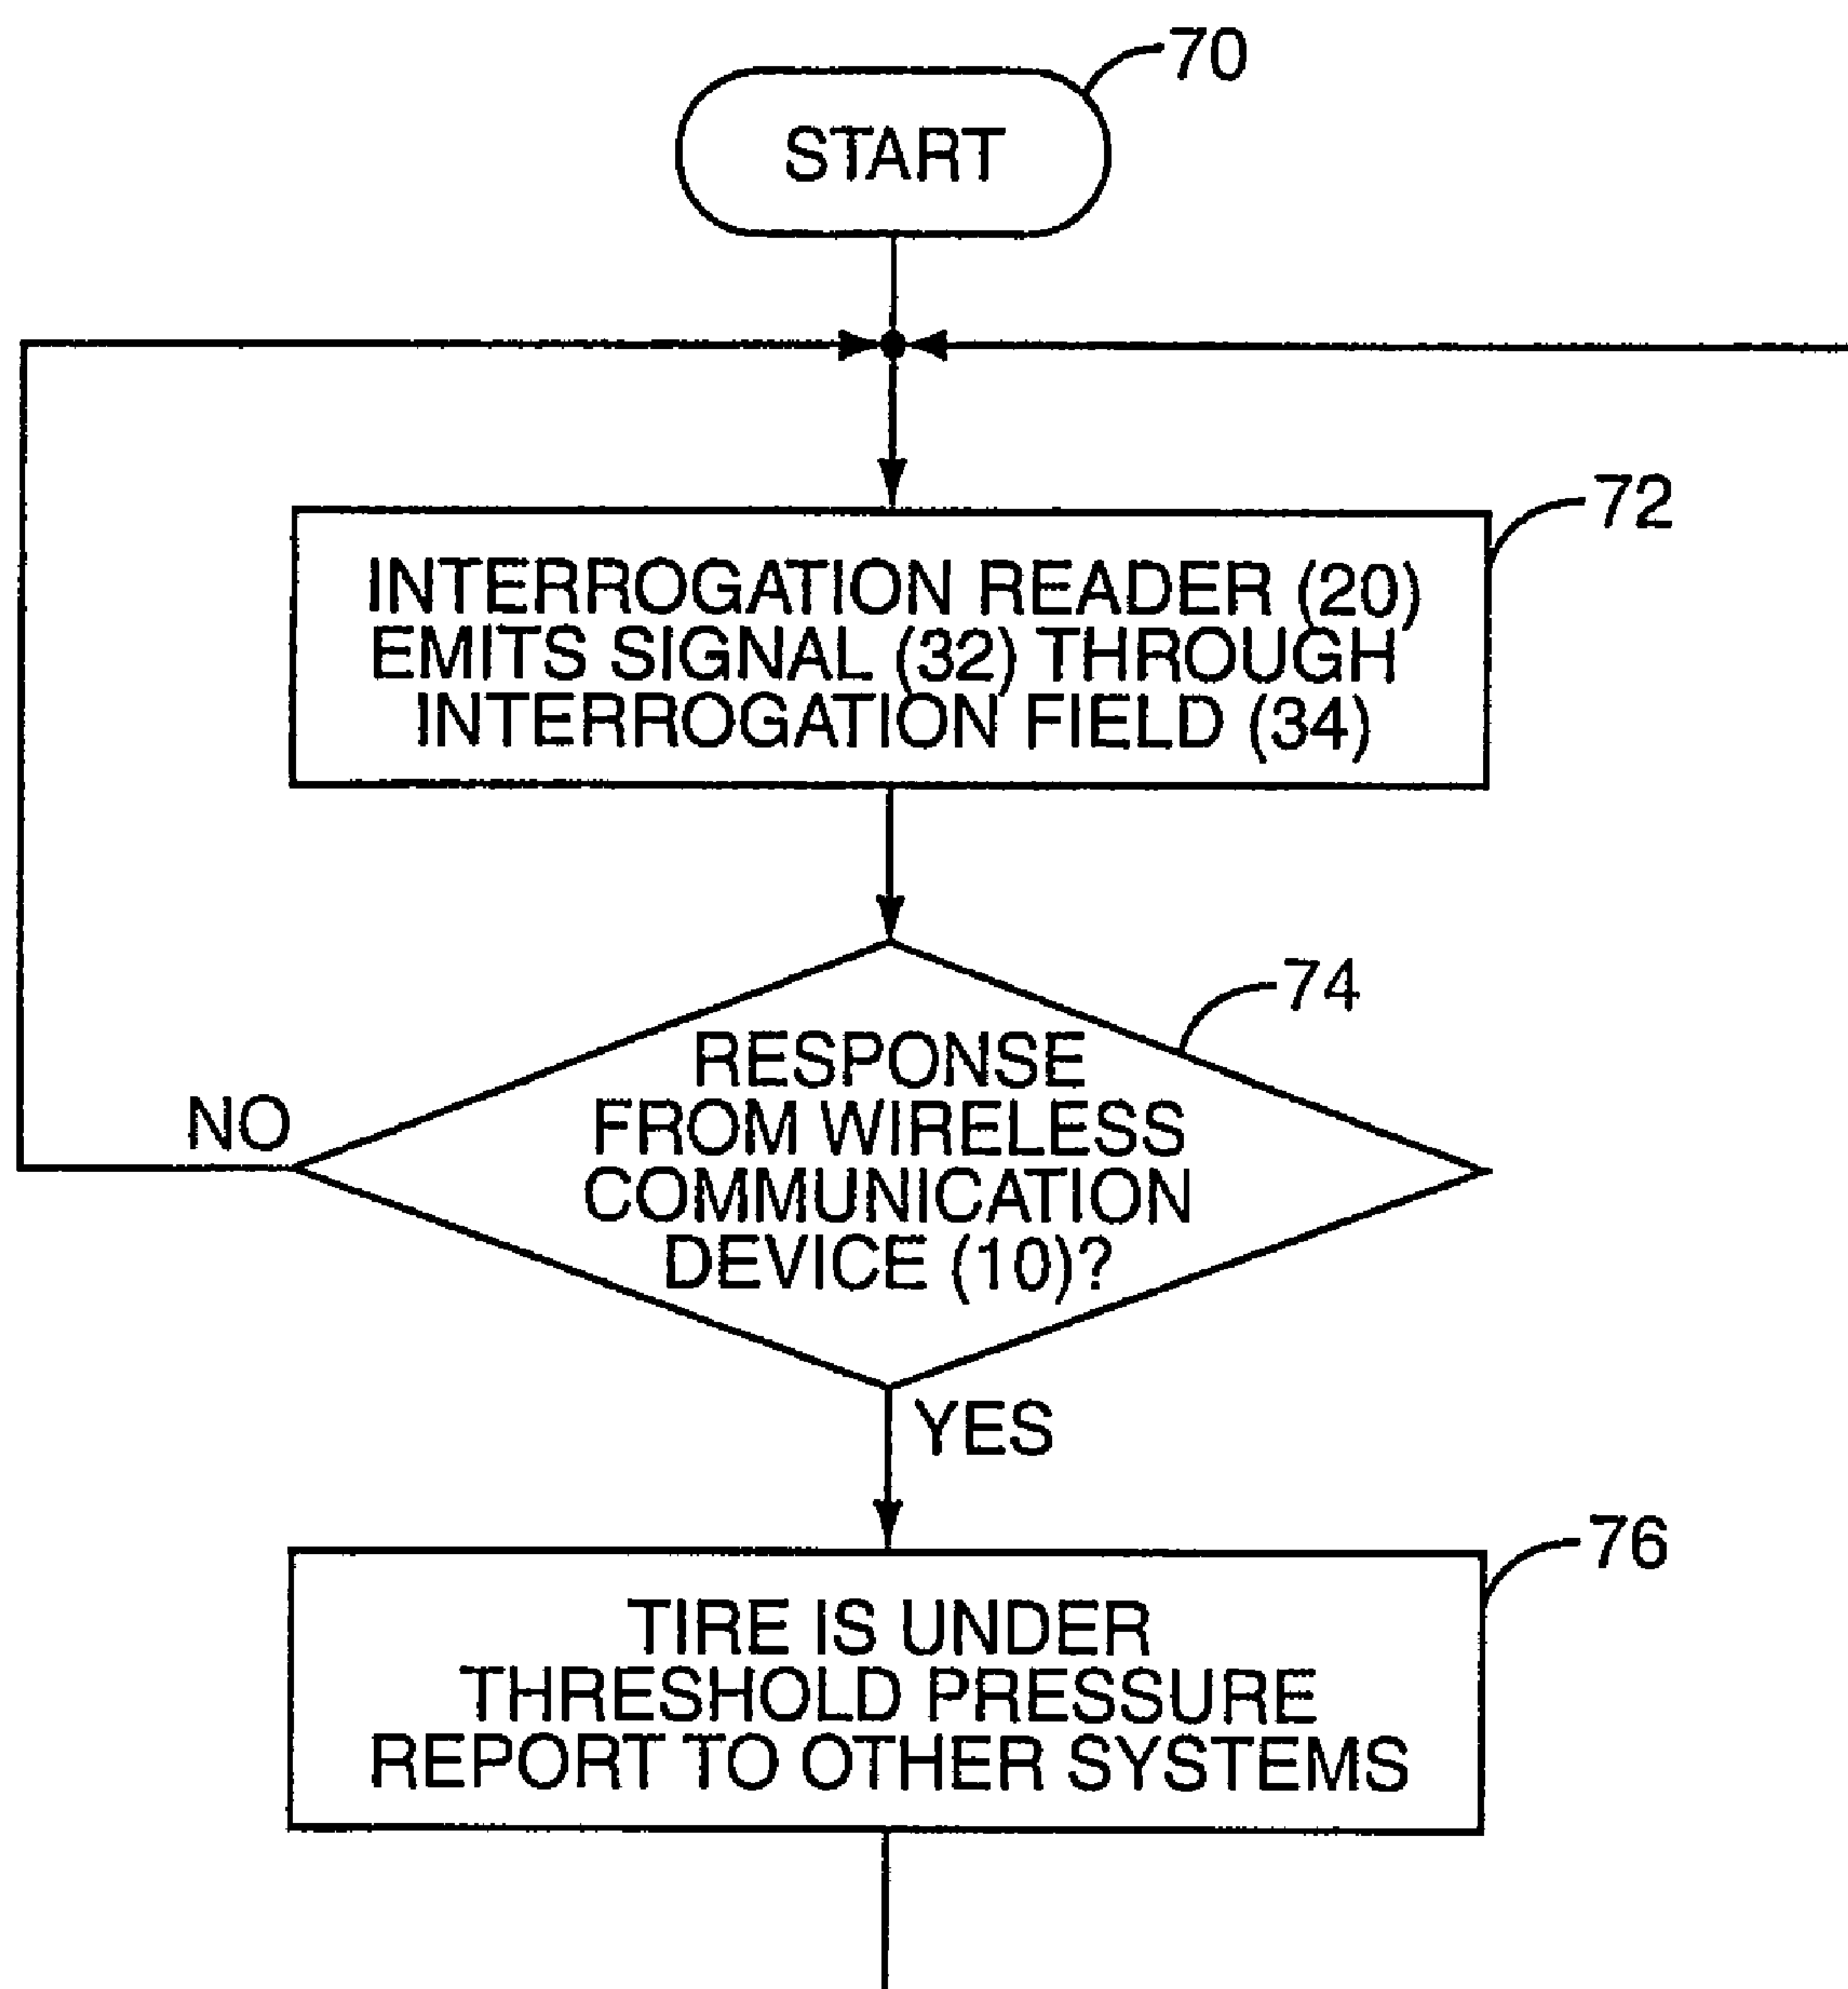 70
START
72
INTERROGATION READER (20)
EMITS SIGNAL (32) THROUGH
INTERROGATION FIELD (34)
74
RESPONSE
FROM WIRELESS
COMMUNICATION
DEVICE (10)?
NO
YES
76
TIRE IS UNDER
THRESHOLD PRESSURE
REPORT TO OTHER SYSTEMS